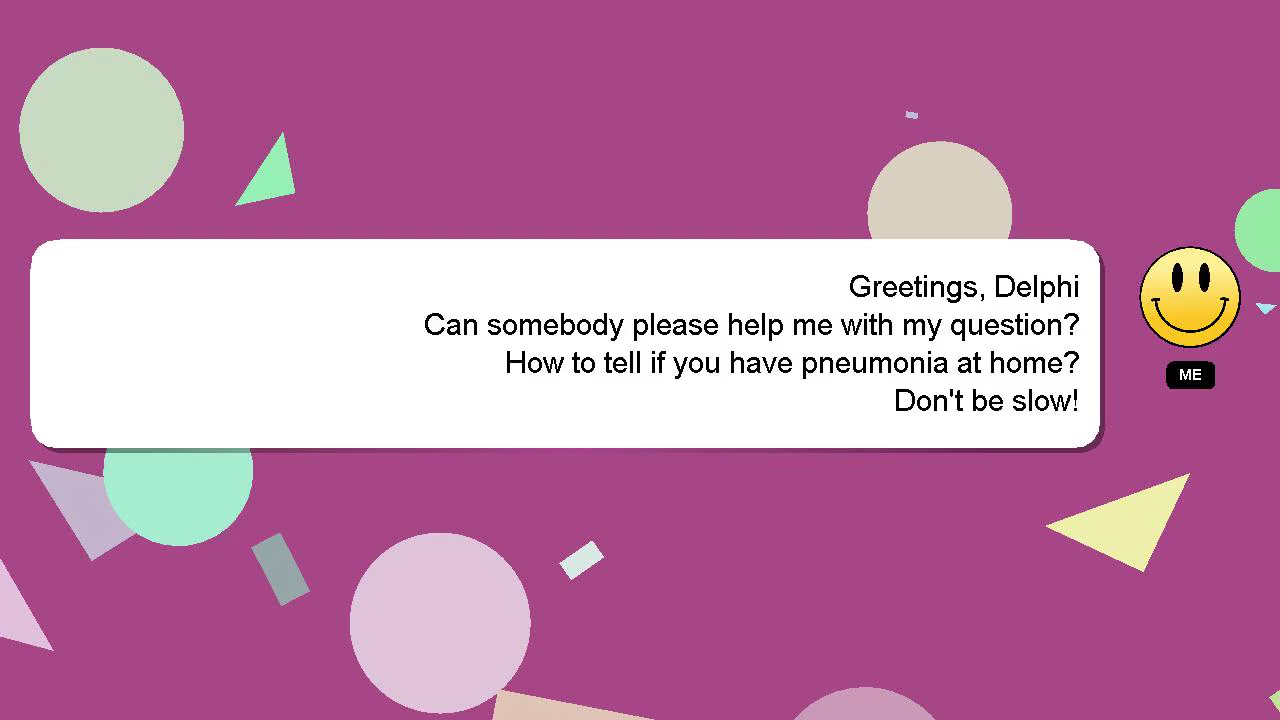 Greetings, Delphi
Can somebody please help me with my question?
How to tell if you have pneumonia at home?
Don't be slow!
ME